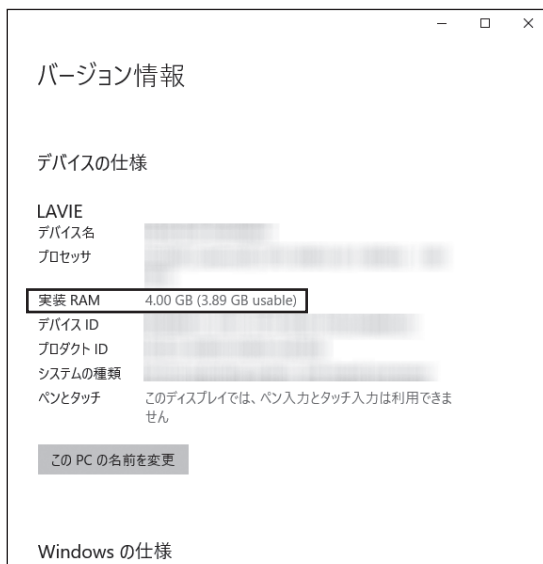 バージョン情報
デバイスの仕様
LAVIE
デバイス名
プロセッサ
実装 RAM 4.00 GB (3.89 GB usable)
デバイス ID
プロダクト ID
システムの種類
ペンとタッチ このディスプレイでは、ペン入力とタッチ入力は利用できま
せん
この PC の名前を変更
Windows の仕様